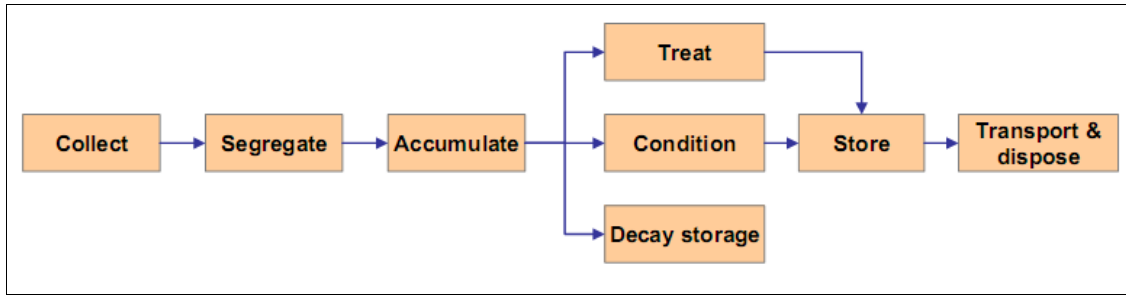 Treat
Collect
Segregate
Accumulate
Condition
Store
Transport &
dispose
Decay storage